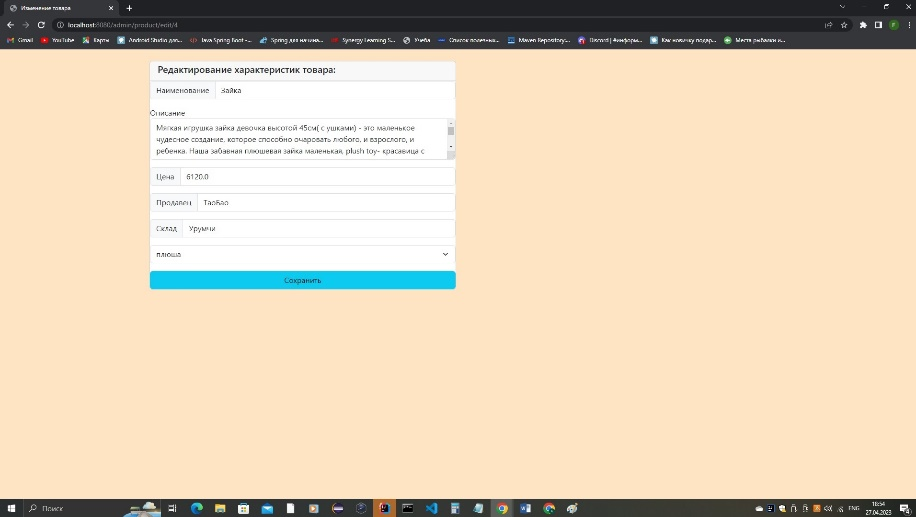 Изменение товара
localhost:8080/admin/product/edit/4
Gmail YouTube Карты Android Studio дл... Java Spring Boot -... Spring для начина... Synergy Learning S... Учеба Список полезных... Maven Repository:... Discord | #информ... Как новичку подар... Места рыбалки и...
Редактирование характеристик товара:
Наименование Зайка
Описание
Мягкая игрушка зайка девочка высотой 45см( с ушками) - это маленькое
чудесное создание, которое способно очаровать любого, и взрослого, и
ребенка. Наша забавная плюшевая зайка маленькая, plush toy- красавица с
Цена 6120.0
Продавец ТаоБао
Склад Урумчи
плюша
Сохранить
Поиск
ENG
18:54
27.04.2023